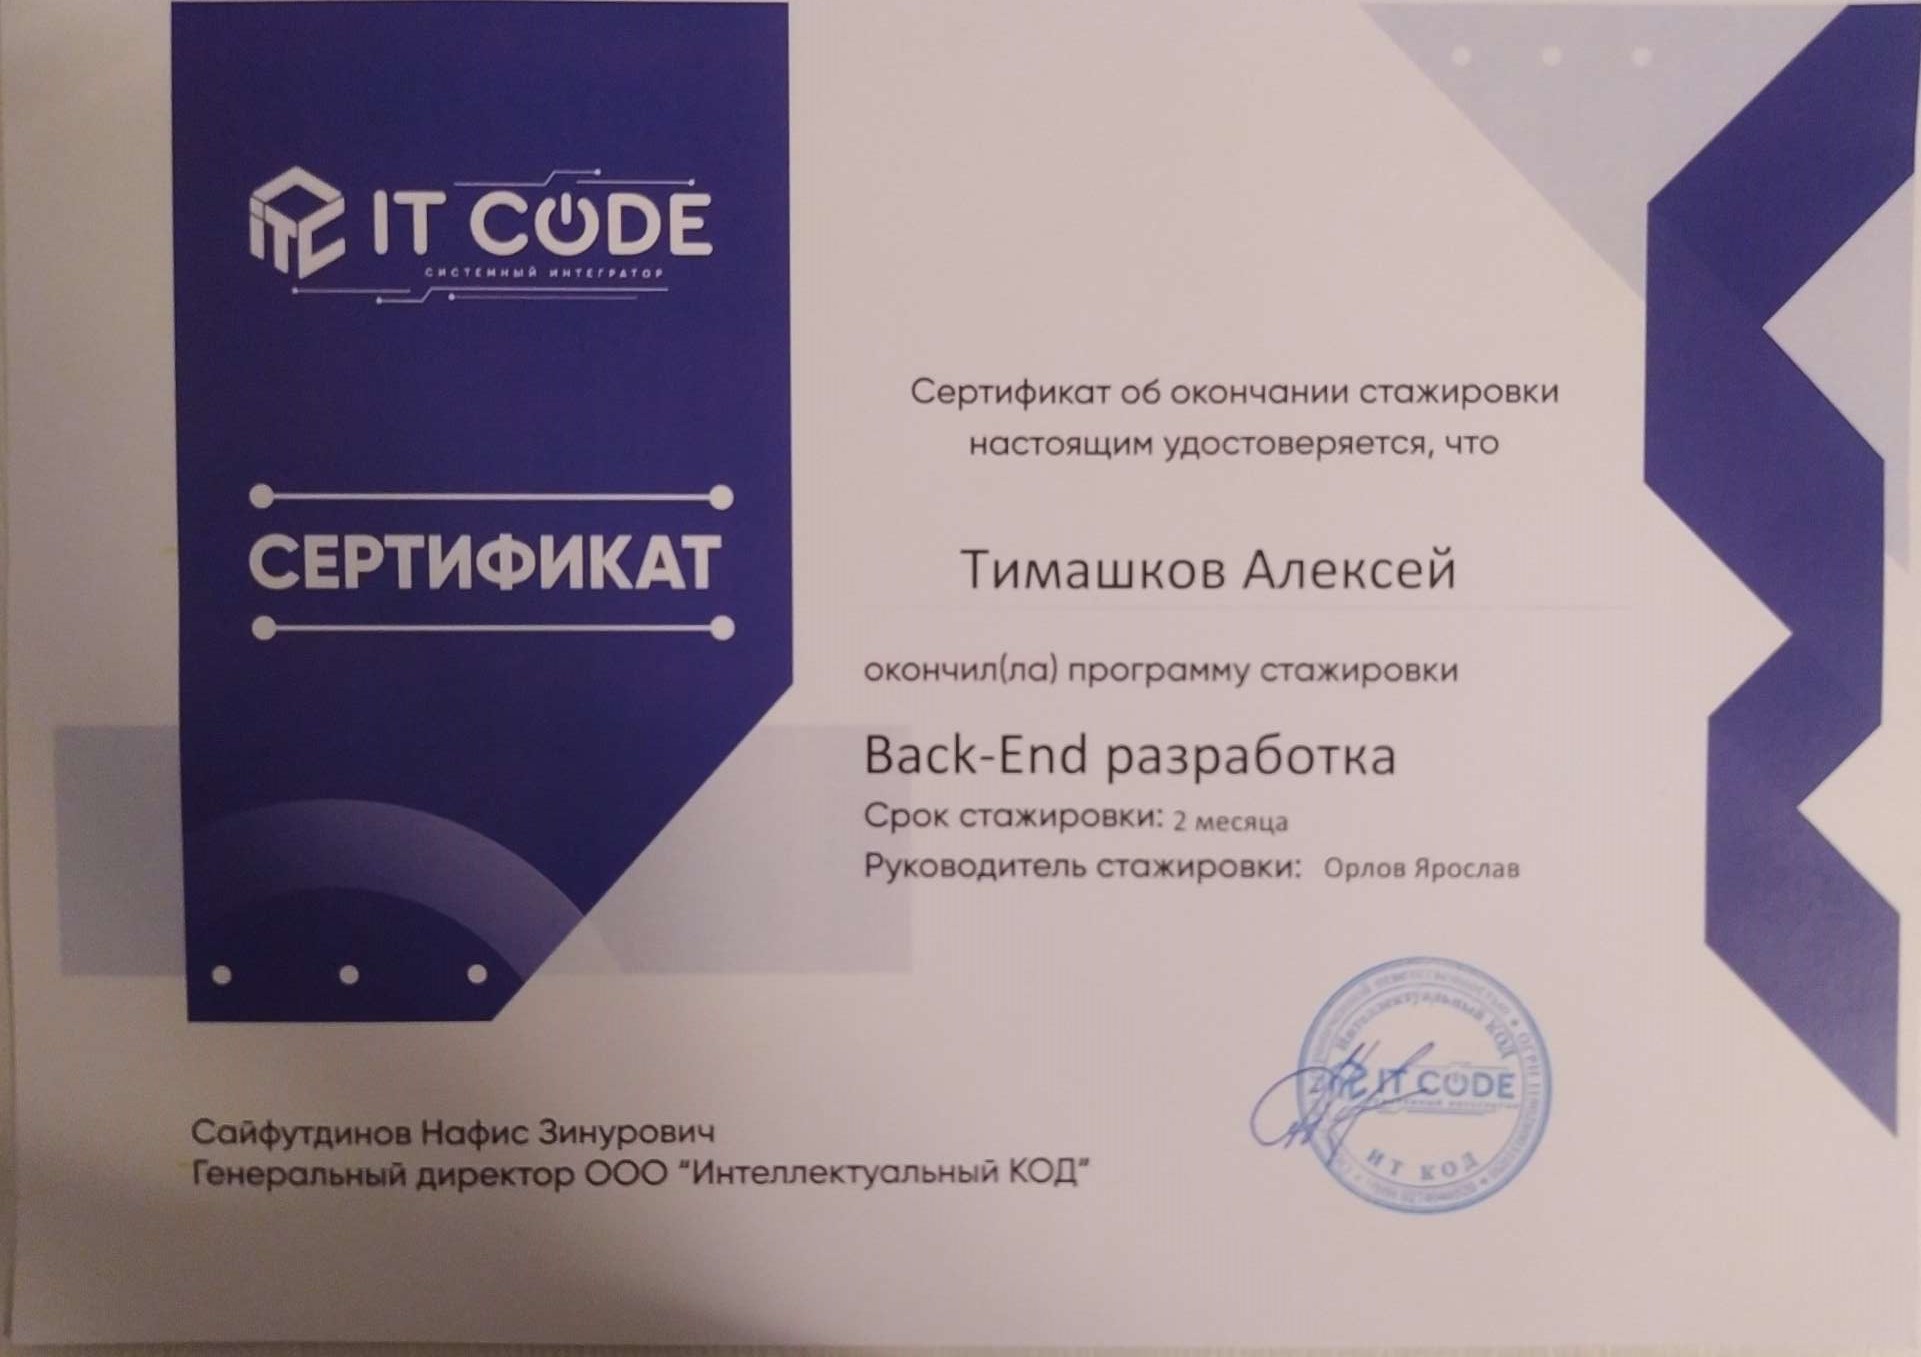 IT CODE
СИСТЕМНЫЙ ИНТЕГРАТОР
СЕРТИФИКАТ
Сертификат об окончании стажировки
настоящим удостоверяется, что
Тимашков Алексей
окончил(ла) программу стажировки
Back-End разработка
Срок стажировки: 2 месяца
Руководитель стажировки: Орлов Ярослав
Сайфутдинов Нафис Зинурович
Генеральный директор ООО “Интеллектуальный КОД”
Интеллектуальный КОД
IT CODE
ИТ КОД